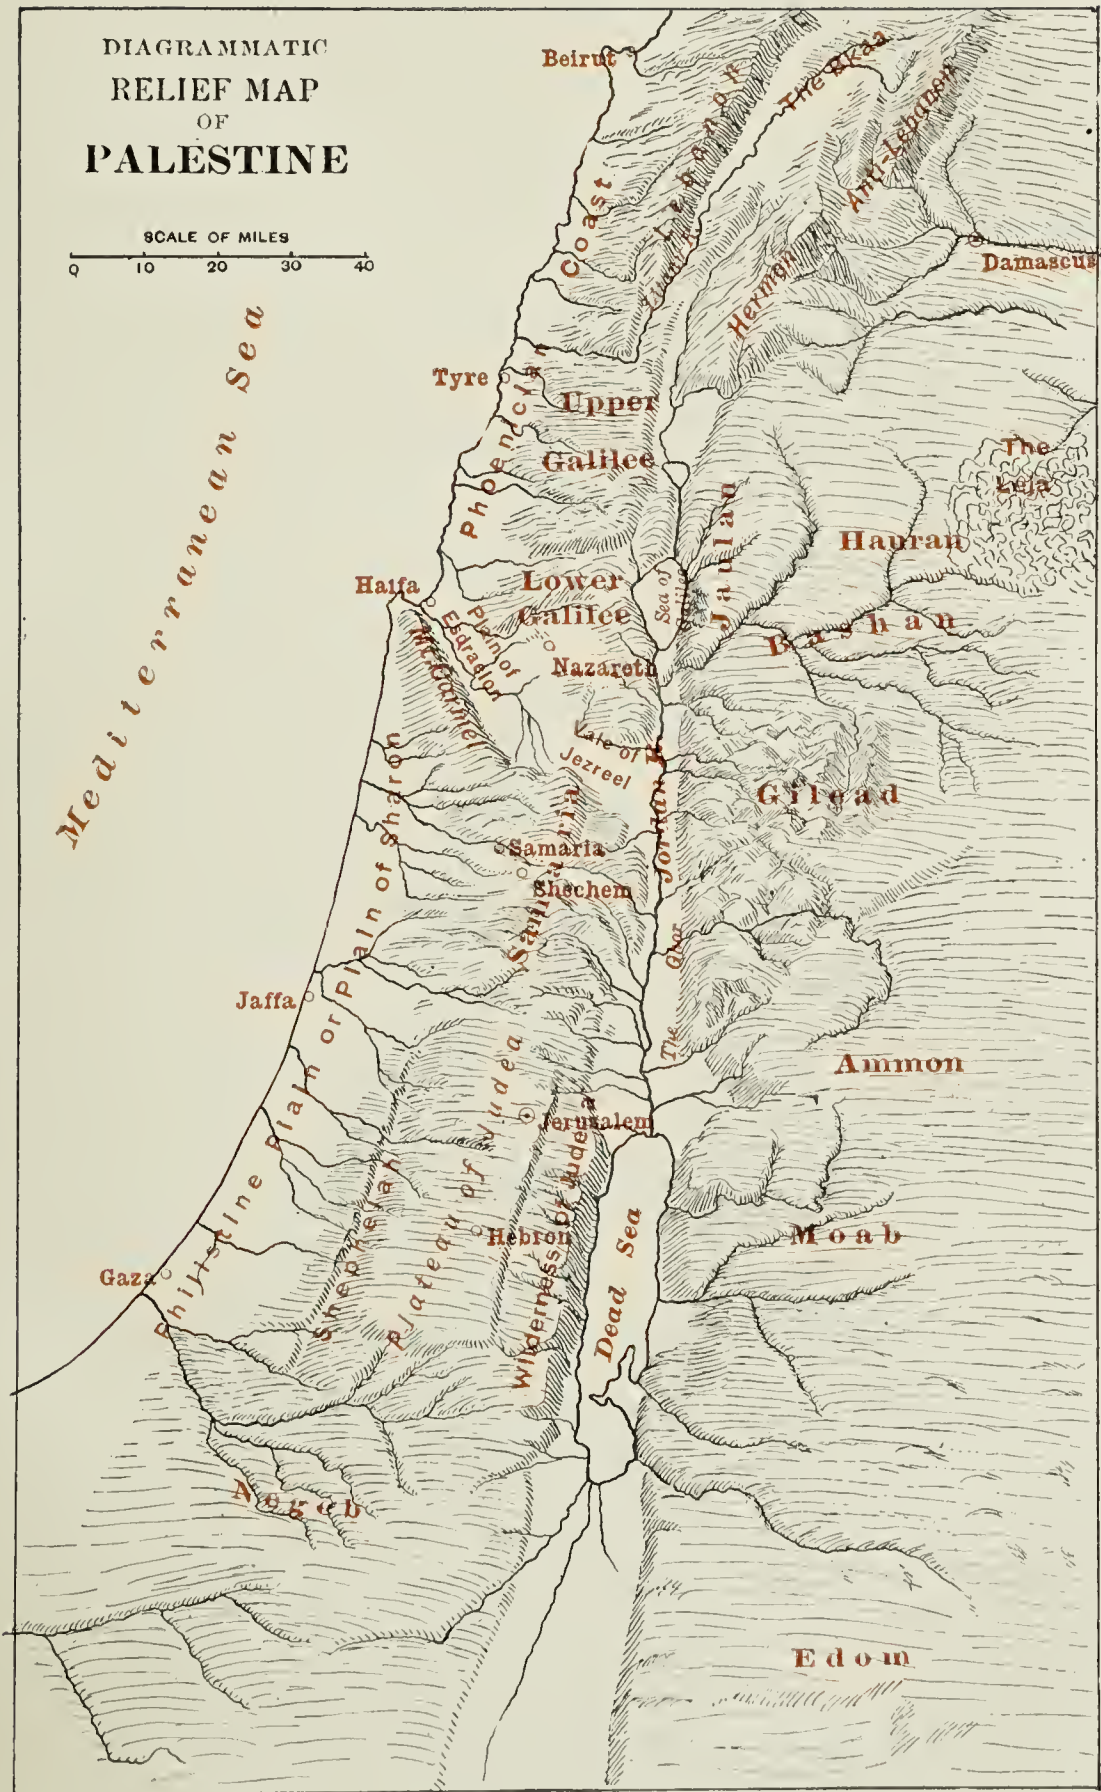 DIAGRAMMATIC
RELIEF MAP
OF
PALESTINE
SCALE OF MILES
0 10 20 30 40
Beirut
The Bkaa
Lebanon
Anti-Lebanon
Coast
Damascus
Hermon
Mediterranean Sea
Tyre
Phoenician
Upper
Galilee
The
Leja
Jaulan
Hauran
Haifa
Lower
Galilee
Sea of
Galilee
Bashan
Plain of
Esdraelon
Mt. Carmel
Nazareth
Vale of
Jezreel
Jordan R.
Gilead
Samaria
Shechem
Samaria
Philistine Plain or Plain of Sharon
The Ghor
Jaffa
Ammon
Plateau of Judea
Jerusalem
Wilderness of Judea
Shephelah
Hebron
Dead Sea
Moab
Gaza
Negeb
Edom